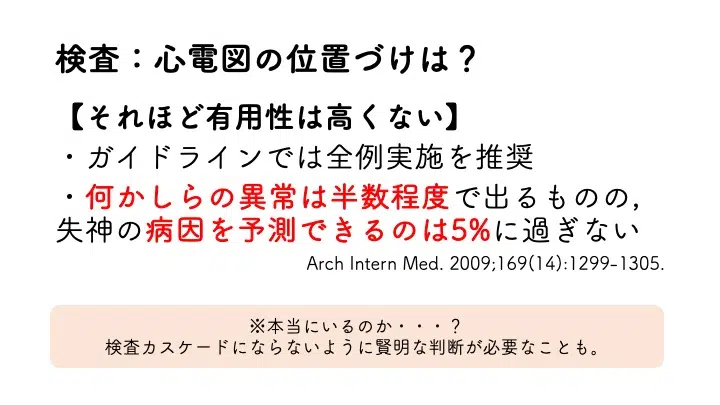 検査：心電図の位置づけは？
【それほど有用性は高くない】
・ガイドラインでは全例実施を推奨
・何かしらの異常は半数程度で出るものの,
失神の病因を予測できるのは5%に過ぎない
Arch Intern Med. 2009;169(14):1299-1305.
※本当にいるのか・・・？
検査カスケードにならないように賢明な判断が必要なことも。